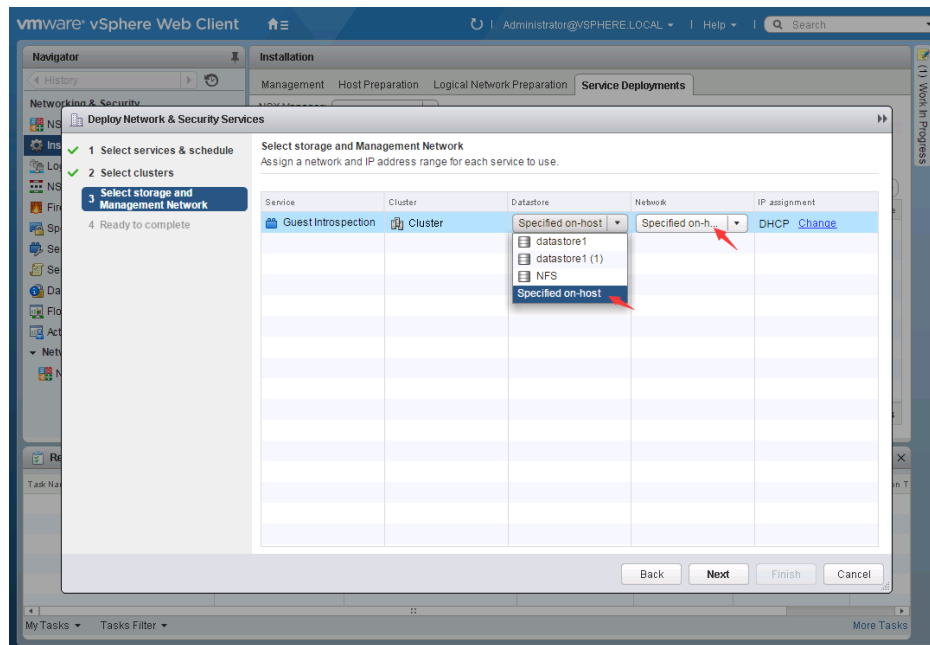 vmware® vSphere Web Client
Administrator@VSPHERE.LOCAL
Help
Search
Navigator
History
Networking & Security
Installation
Management
Host Preparation
Logical Network Preparation
Service Deployments
(1) Work In Progress
Deploy Network & Security Services
1 Select services & schedule
2 Select clusters
3 Select storage and
Management Network
4 Ready to complete
Select storage and Management Network
Assign a network and IP address range for each service to use.
Service
Cluster
Datastore
Network
IP assignment
Guest Introspection
Cluster
Specified on-host
Specified on-h...
DHCP Change
datastore1
datastore1 (1)
NFS
Specified on-host
Back
Next
Finish
Cancel
My Tasks
Tasks Filter
More Tasks